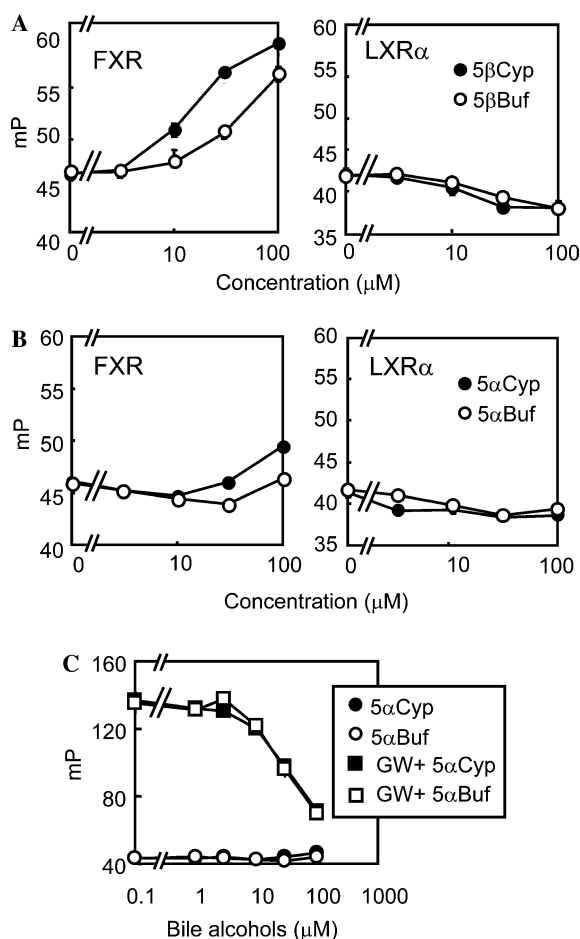 A
FXR
LXRα
60
55
50
45
40
mP
0
10
100
60
55
50
45
40
35
5βCyp
5βBuf
0
10
100
Concentration (μM)
B
FXR
LXRα
60
55
50
45
40
mP
0
10
100
60
55
50
45
40
35
5αCyp
5αBuf
0
10
100
Concentration (μM)
C
160
120
80
40
mP
5αCyp
5αBuf
GW+ 5αCyp
GW+ 5αBuf
0.1
1
10
100
1000
Bile alcohols (μM)